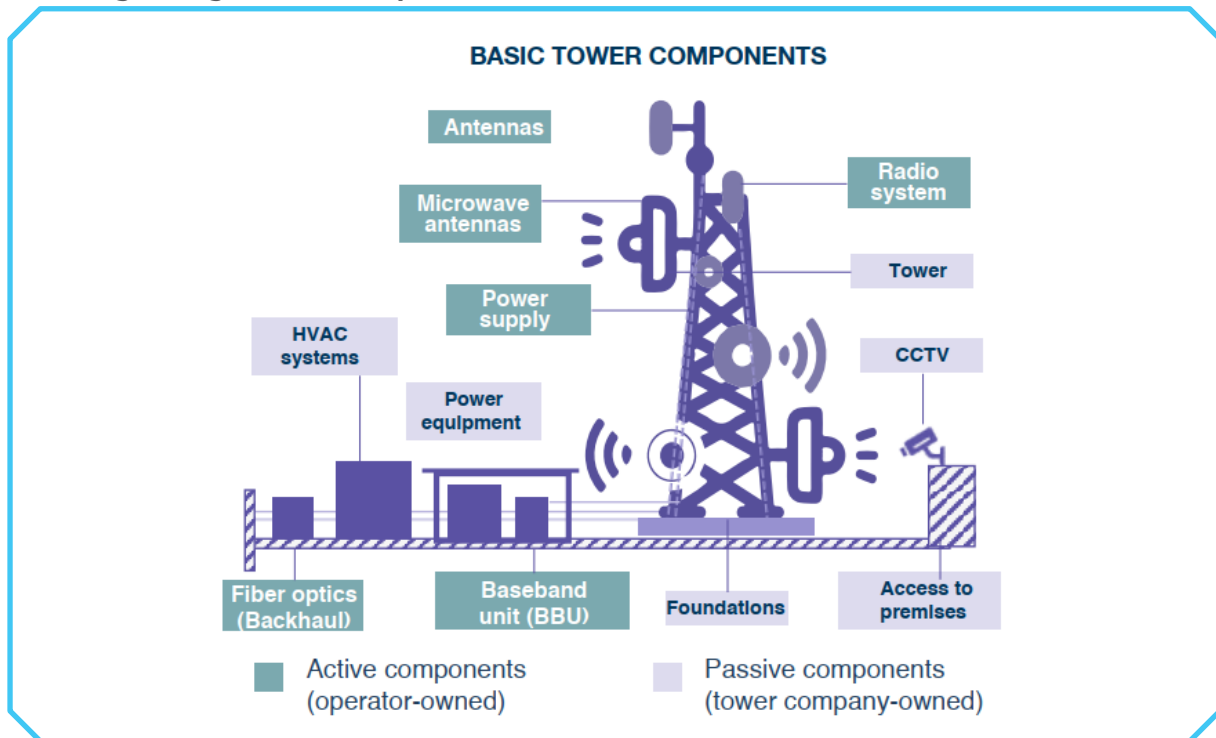 BASIC TOWER COMPONENTS
Antennas
Radio
system
Microwave
antennas
Tower
Power
supply
HVAC
systems
CCTV
Power
equipment
Fiber optics
(Backhaul)
Baseband
unit (BBU)
Foundations
Access to
premises
Active components
(operator-owned)
Passive components
(tower company-owned)